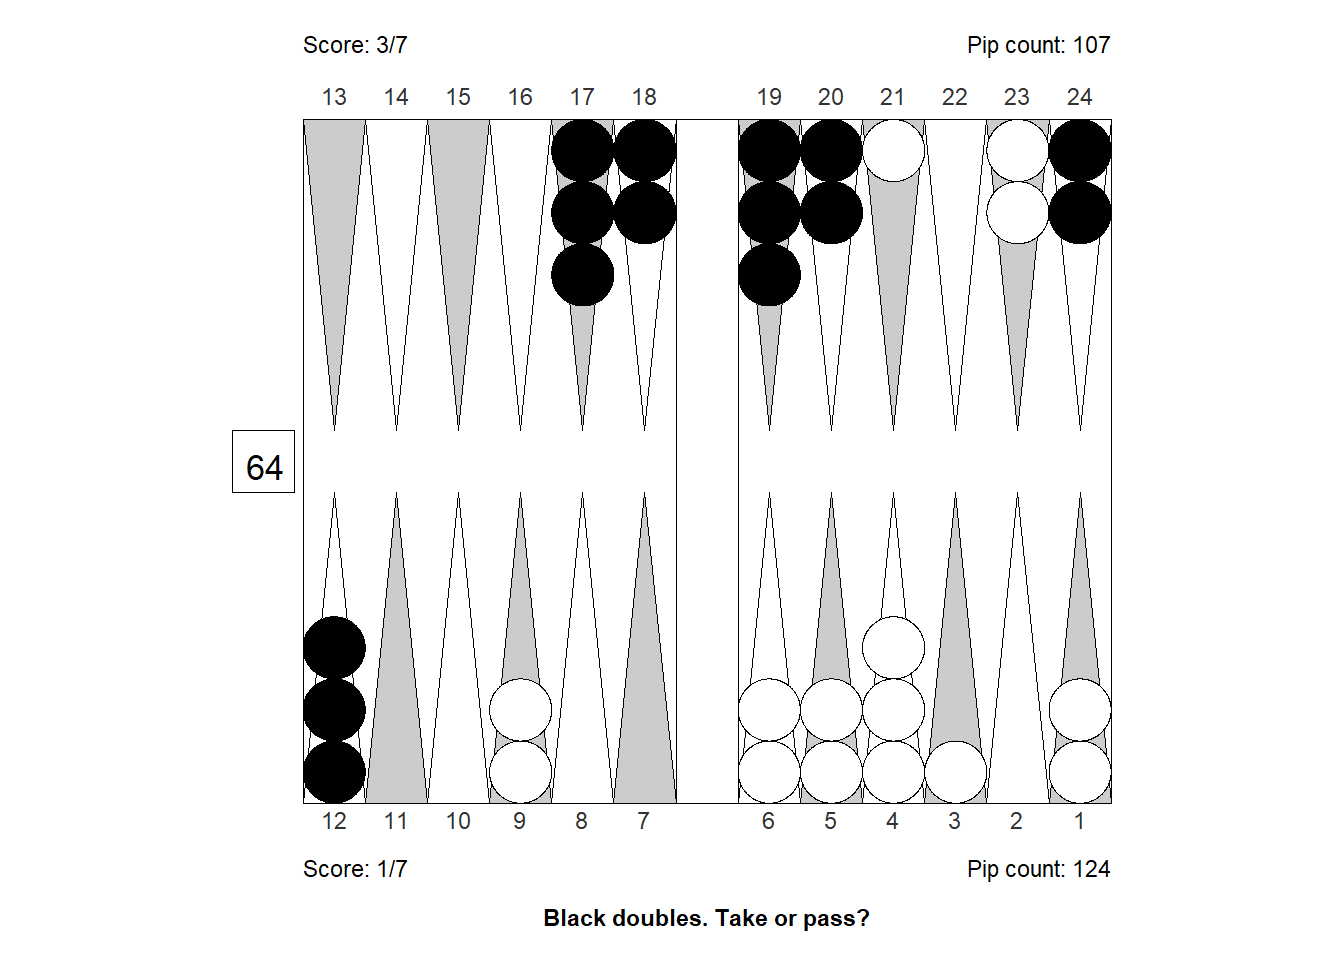 Score: 3/7 Pip count: 107
13 14 15 16 17 18 19 20 21 22 23 24
64
12 11 10 9 8 7 6 5 4 3 2 1
Score: 1/7 Pip count: 124
Black doubles. Take or pass?